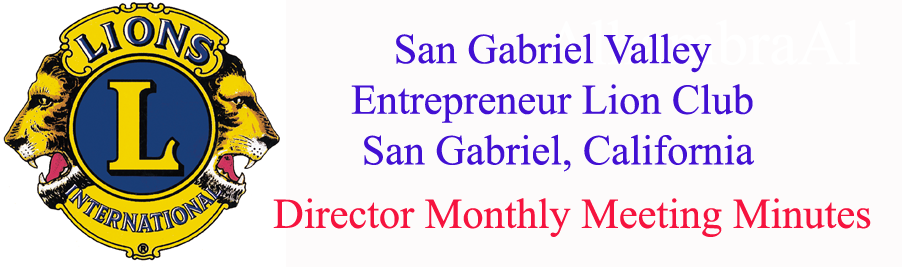 LIONS
L
INTERNATIONAL
®
San Gabriel Valley
Entrepreneur Lion Club
San Gabriel, California
Director Monthly Meeting Minutes